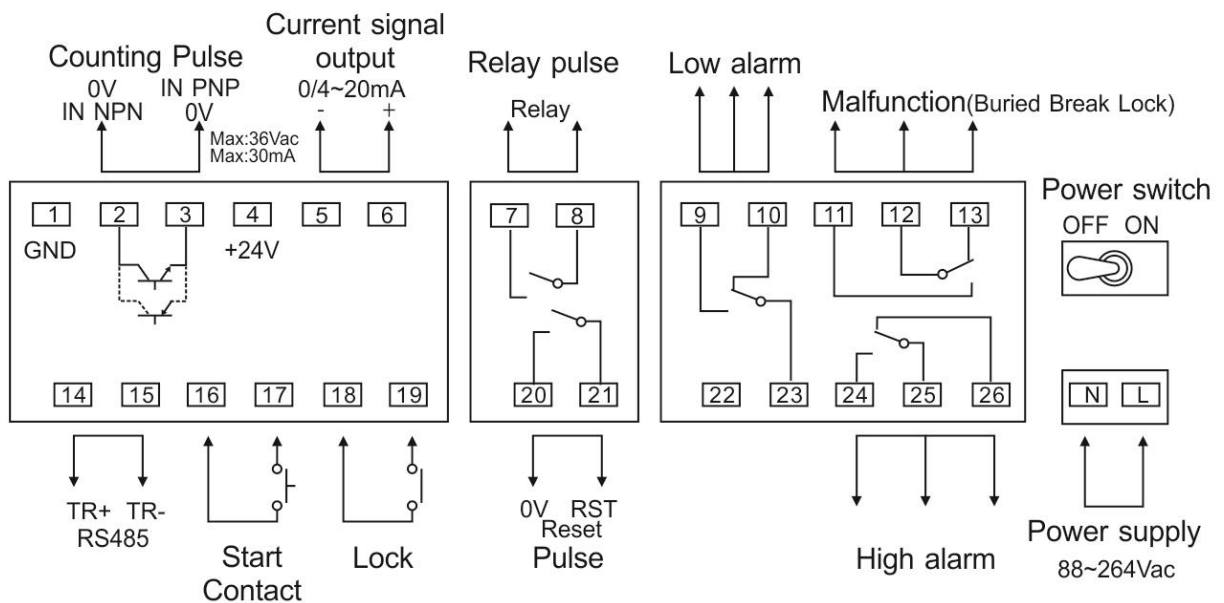 Counting Pulse
0V
IN NPN
IN PNP
0V
Max:36Vac
Max:30mA
Current signal
output
0/4~20mA
- +
Relay pulse
Relay
Low alarm
Malfunction(Buried Break Lock)
1 2 3 4 5 6
GND +24V
7 8
9 10 11 12 13
Power switch
OFF ON
14 15 16 17 18 19
20 21
22 23 24 25 26
N L
TR+ TR-
RS485
Start
Contact
Lock
0V RST
Reset
Pulse
High alarm
Power supply
88~264Vac